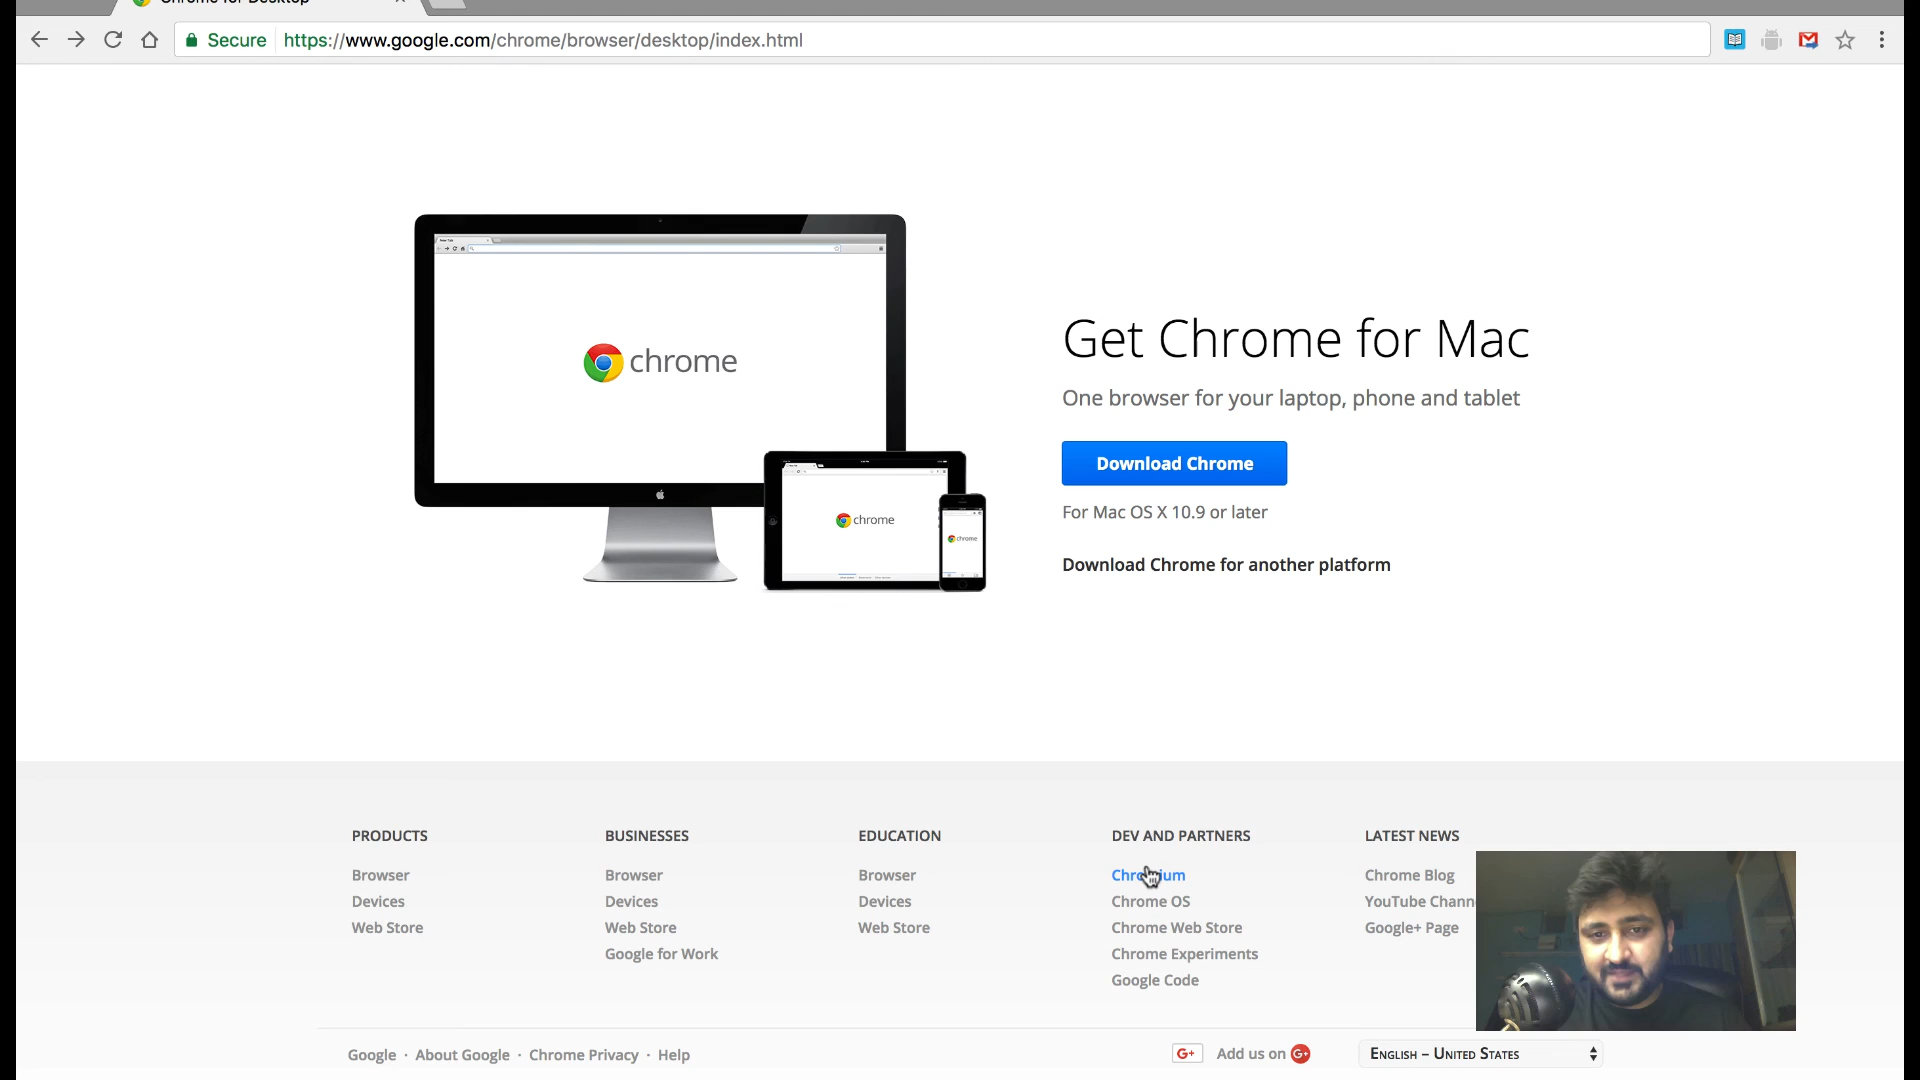 Chrome for Desktop
Secure https://www.google.com/chrome/browser/desktop/index.html
chrome
chrome
chrome
Get Chrome for Mac
One browser for your laptop, phone and tablet
Download Chrome
For Mac OS X 10.9 or later
Download Chrome for another platform
PRODUCTS
Browser
Devices
Web Store
BUSINESSES
Browser
Devices
Web Store
Google for Work
EDUCATION
Browser
Devices
Web Store
DEV AND PARTNERS
Chromium
Chrome OS
Chrome Web Store
Chrome Experiments
Google Code
LATEST NEWS
Chrome Blog
YouTube Chann
Google+ Page
Google · About Google · Chrome Privacy · Help
G+ Add us on G+
English – United States